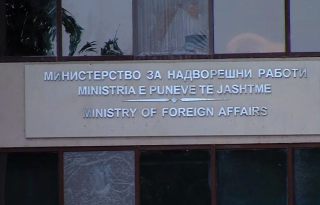 МИНИСТЕРСТВО ЗА НАДВОРЕШНИ РАБОТИ
MINISTRIA E PUNEVE TE JASHTME
MINISTRY OF FOREIGN AFFAIRS